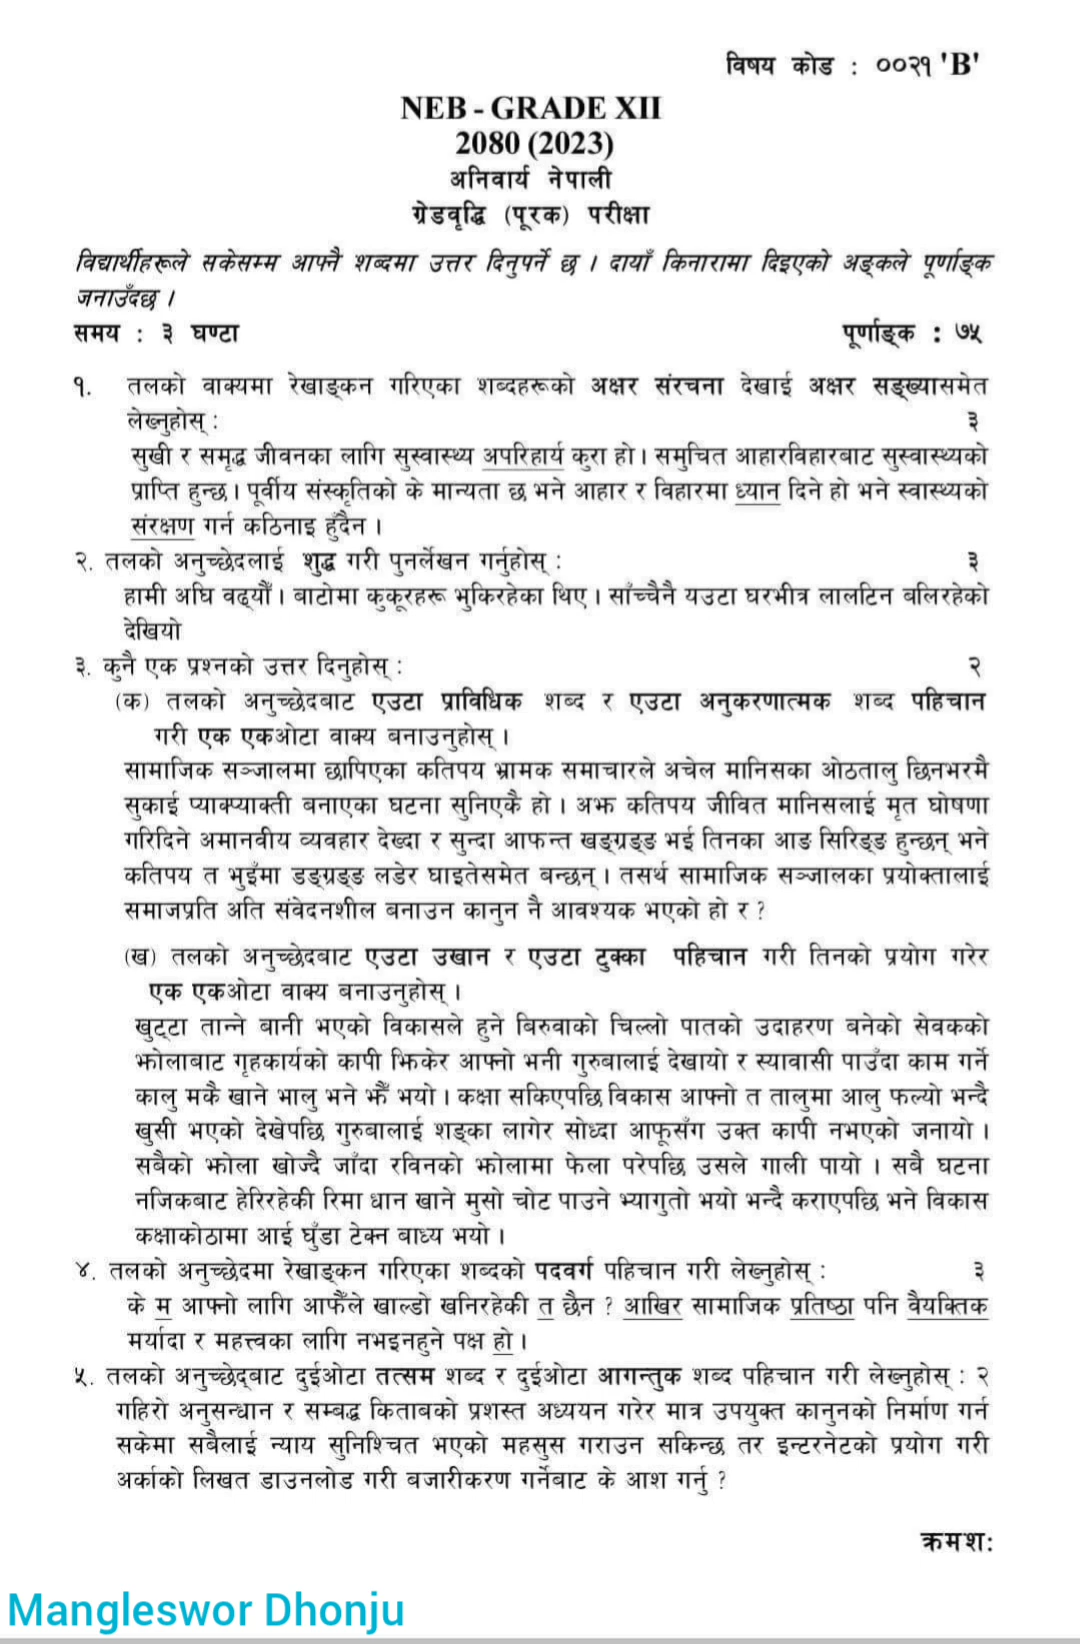 विषय कोड : ००२१ 'B'
NEB - GRADE XII
2080 (2023)
अनिवार्य नेपाली
ग्रेडवृद्धि (पूरक) परीक्षा
विद्यार्थीहरूले सकेसम्म आफ्नै शब्दमा उत्तर दिनुपर्ने छ । दायाँ किनारामा दिइएको अङ्कले पूर्णाङ्क
जनाउँदछ ।
समय : ३ घण्टा पूर्णाङ्क : ७५
१. तलको वाक्यमा रेखाङ्कन गरिएका शब्दहरूको अक्षर संरचना देखाई अक्षर सङ्ख्यासमेत
लेख्नुहोस् : ३
सुखी र समृद्ध जीवनका लागि सुस्वास्थ्य अपरिहार्य कुरा हो । समुचित आहारविहारबाट सुस्वास्थ्यको
प्राप्ति हुन्छ । पूर्वीय संस्कृतिको के मान्यता छ भने आहार र विहारमा ध्यान दिने हो भने स्वास्थ्यको
संरक्षण गर्न कठिनाइ हुँदैन ।
२. तलको अनुच्छेदलाई शुद्ध गरी पुनर्लेखन गर्नुहोस् : ३
हामी अघि वढ्यौँ । बाटोमा कुकूरहरू भुकिरहेका थिए । साँच्चैनै यउटा घरभीत्र लालटिन बलिरहेको
देखियो
३. कुनै एक प्रश्नको उत्तर दिनुहोस् : २
(क) तलको अनुच्छेदबाट एउटा प्राविधिक शब्द र एउटा अनुकरणात्मक शब्द पहिचान
गरी एक एकओटा वाक्य बनाउनुहोस् ।
सामाजिक सञ्जालमा छापिएका कतिपय भ्रामक समाचारले अचेल मानिसका ओठतालु छिनभरमै
सुकाई प्याक्प्याक्ती बनाएका घटना सुनिएकै हो । अझ कतिपय जीवित मानिसलाई मृत घोषणा
गरिदिने अमानवीय व्यवहार देख्दा र सुन्दा आफन्त खङ्ग्रङ्ङ भई तिनका आङ सिरिङ्ङ हुन्छन् भने
कतिपय त भुइँमा डङ्ग्रङ्ङ लडेर घाइतेसमेत बन्छन् । तसर्थ सामाजिक सञ्जालका प्रयोक्तालाई
समाजप्रति अति संवेदनशील बनाउन कानुन नै आवश्यक भएको हो र ?
(ख) तलको अनुच्छेदबाट एउटा उखान र एउटा टुक्का पहिचान गरी तिनको प्रयोग गरेर
एक एकओटा वाक्य बनाउनुहोस् ।
खुट्टा तान्ने बानी भएको विकासले हुने बिरुवाको चिल्लो पातको उदाहरण बनेको सेवकको
झोलाबाट गृहकार्यको कापी झिकेर आफ्नो भनी गुरुबालाई देखायो र स्यावासी पाउँदा काम गर्ने
कालु मकै खाने भालु भने झैँ भयो । कक्षा सकिएपछि विकास आफ्नो त तालुमा आलु फल्यो भन्दै
खुसी भएको देखेपछि गुरुबालाई शङ्का लागेर सोध्दा आफूसँग उक्त कापी नभएको जनायो ।
सबैको झोला खोज्दै जाँदा रविनको झोलामा फेला परेपछि उसले गाली पायो । सबै घटना
नजिकबाट हेरिरहेकी रिमा धान खाने मुसो चोट पाउने भ्यागुतो भयो भन्दै कराएपछि भने विकास
कक्षाकोठामा आई घुँडा टेक्न बाध्य भयो ।
४. तलको अनुच्छेदमा रेखाङ्कन गरिएका शब्दको पदवर्ग पहिचान गरी लेख्नुहोस् : ३
के म आफ्नो लागि आफैँले खाल्डो खनिरहेकी त छैन ? आखिर सामाजिक प्रतिष्ठा पनि वैयक्तिक
मर्यादा र महत्त्वका लागि नभइनहुने पक्ष हो ।
५. तलको अनुच्छेद्बाट दुईओटा तत्सम शब्द र दुईओटा आगन्तुक शब्द पहिचान गरी लेख्नुहोस् : २
गहिरो अनुसन्धान र सम्बद्ध किताबको प्रशस्त अध्ययन गरेर मात्र उपयुक्त कानुनको निर्माण गर्न
सकेमा सबैलाई न्याय सुनिश्चित भएको महसुस गराउन सकिन्छ तर इन्टरनेटको प्रयोग गरी
अर्काको लिखत डाउनलोड गरी बजारीकरण गर्नेबाट के आश गर्नु ?
क्रमशः
Mangleswor Dhonju